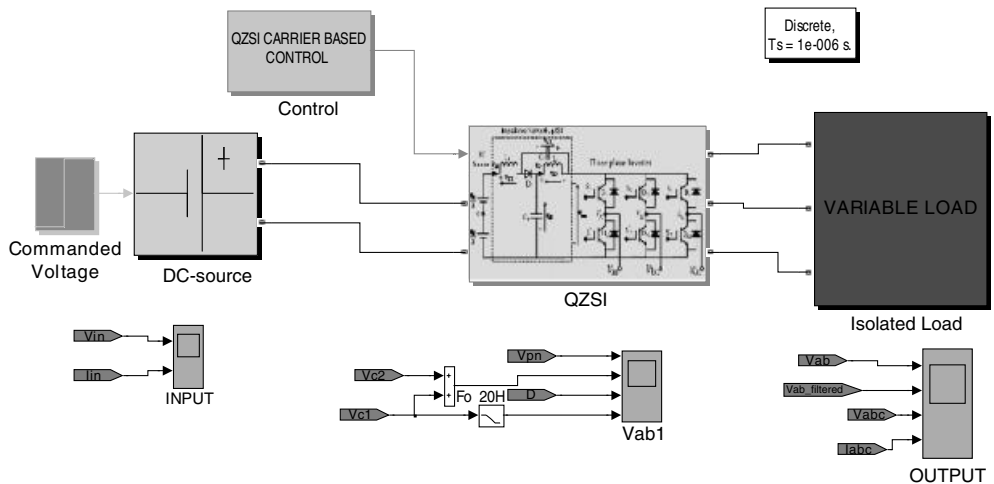 QZSI CARRIER BASED
CONTROL
Control
Discrete,
Ts = 1e-006 s.
Commanded
Voltage
+
DC-source
QZSI
VARIABLE LOAD
Isolated Load
Vin
Iin
INPUT
Vc2
Vc1
+
+
Fo 20H
Vpn
D
Vab1
Vab
Vab_filtered
Vabc
Iabc
OUTPUT